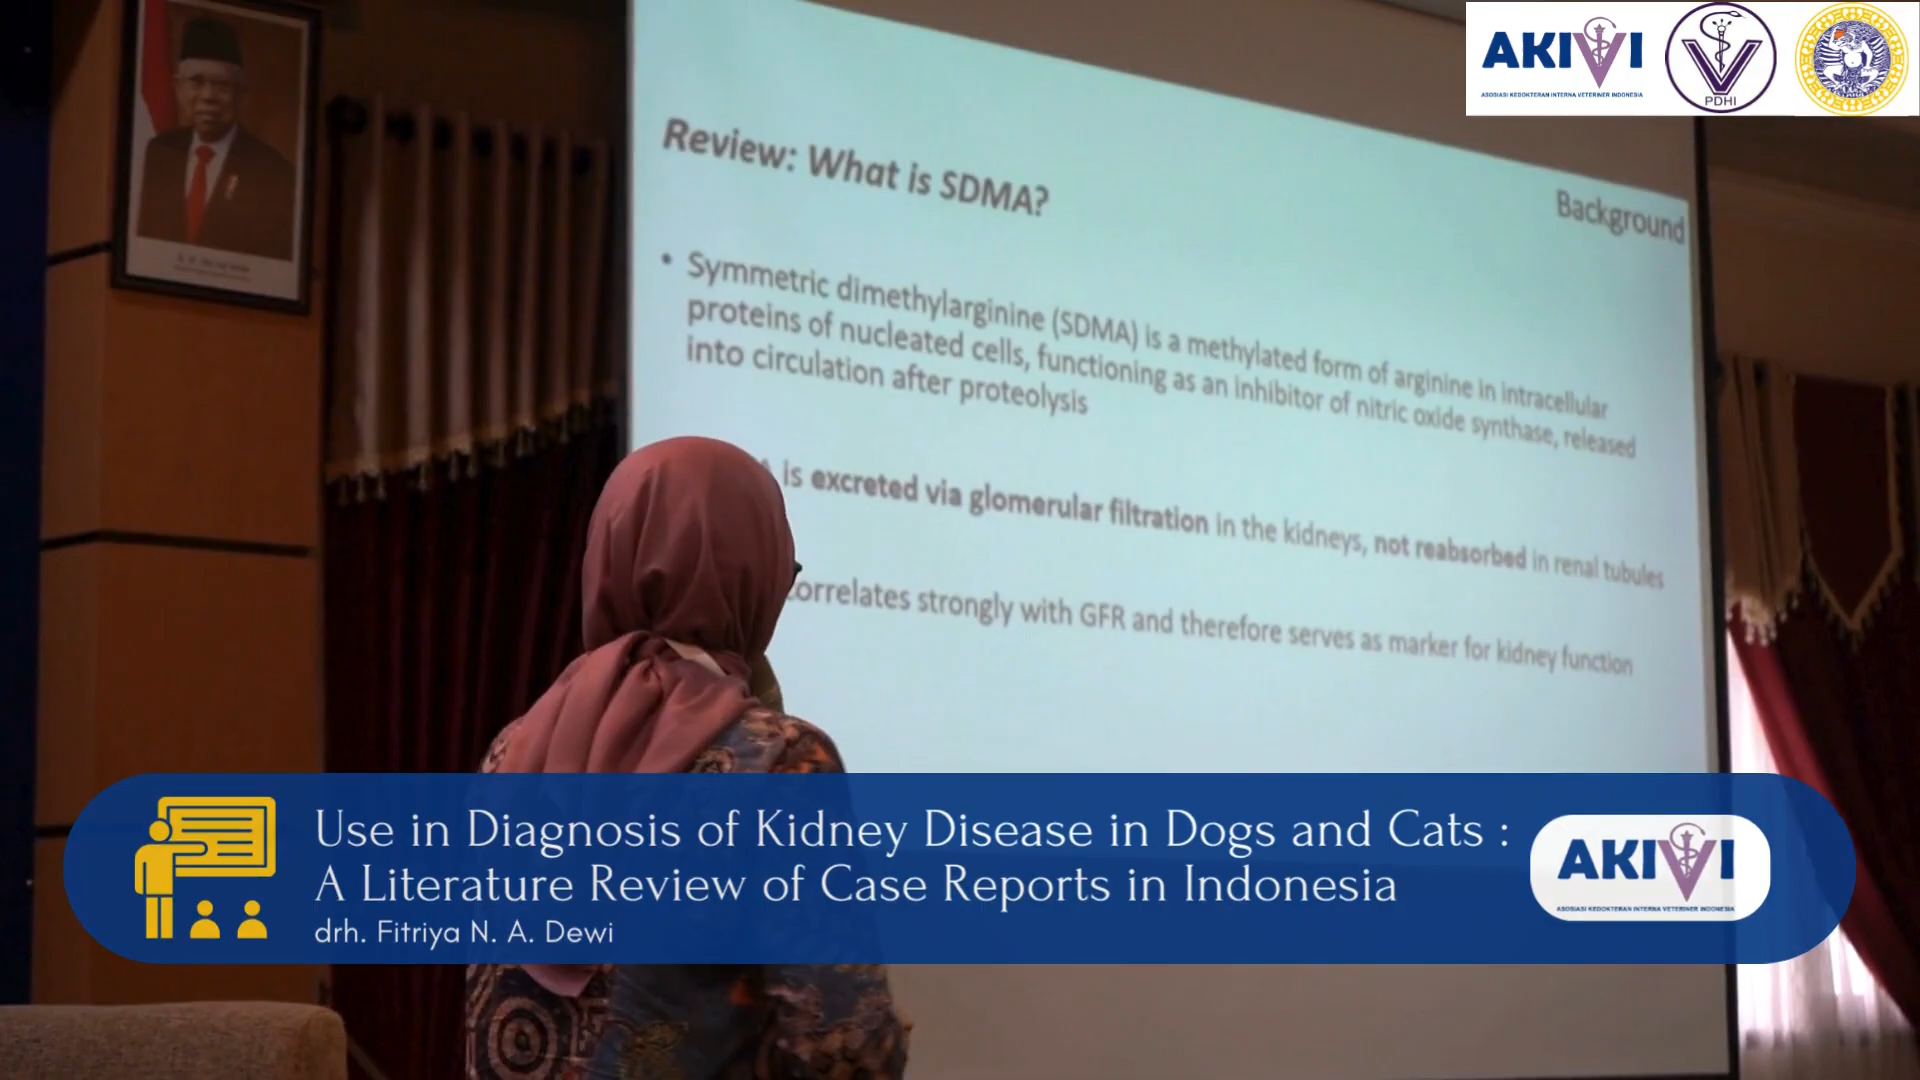 AKIVI
ASOSIASI KEDOKTERAN INTERNA VETERINER INDONESIA
PDHI
Review: What is SDMA?
Background
• Symmetric dimethylarginine (SDMA) is a methylated form of arginine in intracellular
proteins of nucleated cells, functioning as an inhibitor of nitric oxide synthase, released
into circulation after proteolysis
is excreted via glomerular filtration in the kidneys, not reabsorbed in renal tubules
correlates strongly with GFR and therefore serves as marker for kidney function
Use in Diagnosis of Kidney Disease in Dogs and Cats :
A Literature Review of Case Reports in Indonesia
drh. Fitriya N. A. Dewi
AKIVI
ASOSIASI KEDOKTERAN INTERNA VETERINER INDONESIA